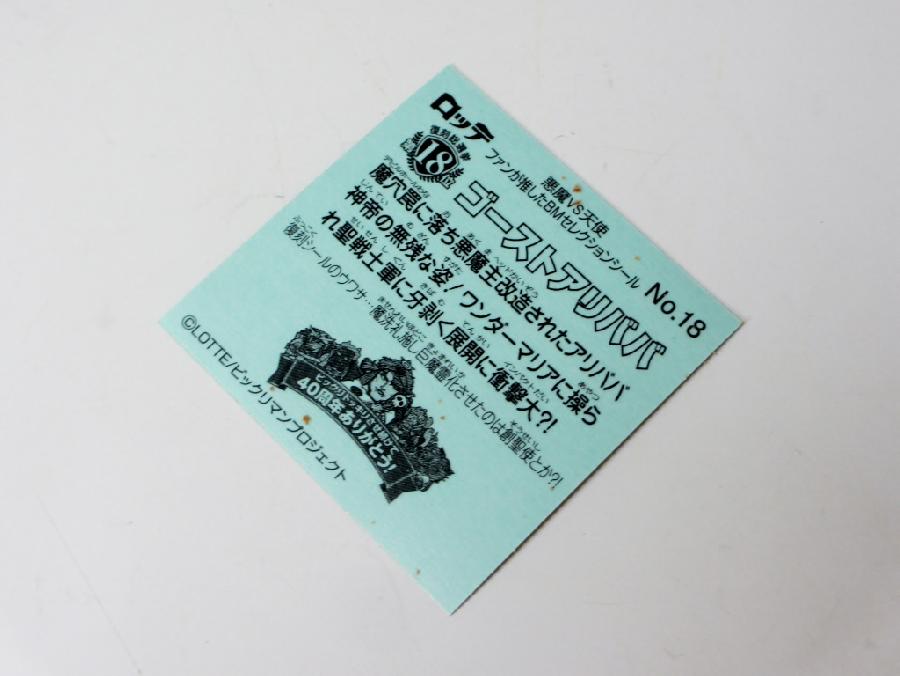 ロッテ
悪魔VS天使
ファンが推したBMセレクションシール
No.18
復刻総選挙
18
ゴーストアリババ
魔穴罠に落ち悪魔主改造されたアリババ
神帝の無残な姿！ワンダーマリアに操ら
れ聖戦士軍に牙剥く展開に衝撃大?!
復刻シールのウワサ…魔洗礼施し巨魔霊化させたのは創聖使とか?!
40周年ありがとう!
©LOTTE/ビックリマンプロジェクト